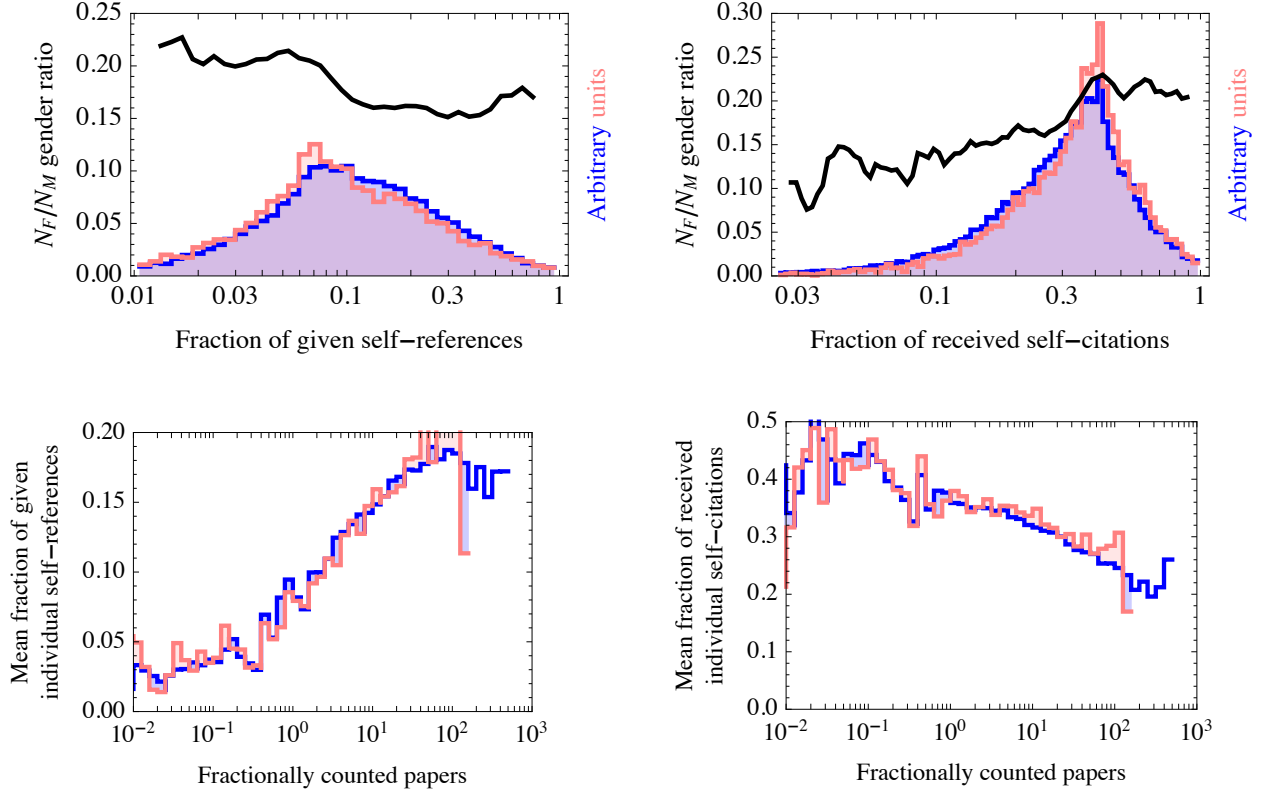 0.25
0.20
0.15
0.10
0.05
0.00
N_F/N_M gender ratio
Arbitrary units
0.01 0.03 0.1 0.3 1
Fraction of given self−references
0.30
0.25
0.20
0.15
0.10
0.05
0.00
N_F/N_M gender ratio
Arbitrary units
0.03 0.1 0.3 1
Fraction of received self−citations
0.20
0.15
0.10
0.05
0.00
Mean fraction of given
individual self−references
10^−2 10^−1 10^0 10^1 10^2 10^3
Fractionally counted papers
0.5
0.4
0.3
0.2
0.1
0.0
Mean fraction of received
individual self−citations
10^−2 10^−1 10^0 10^1 10^2 10^3
Fractionally counted papers